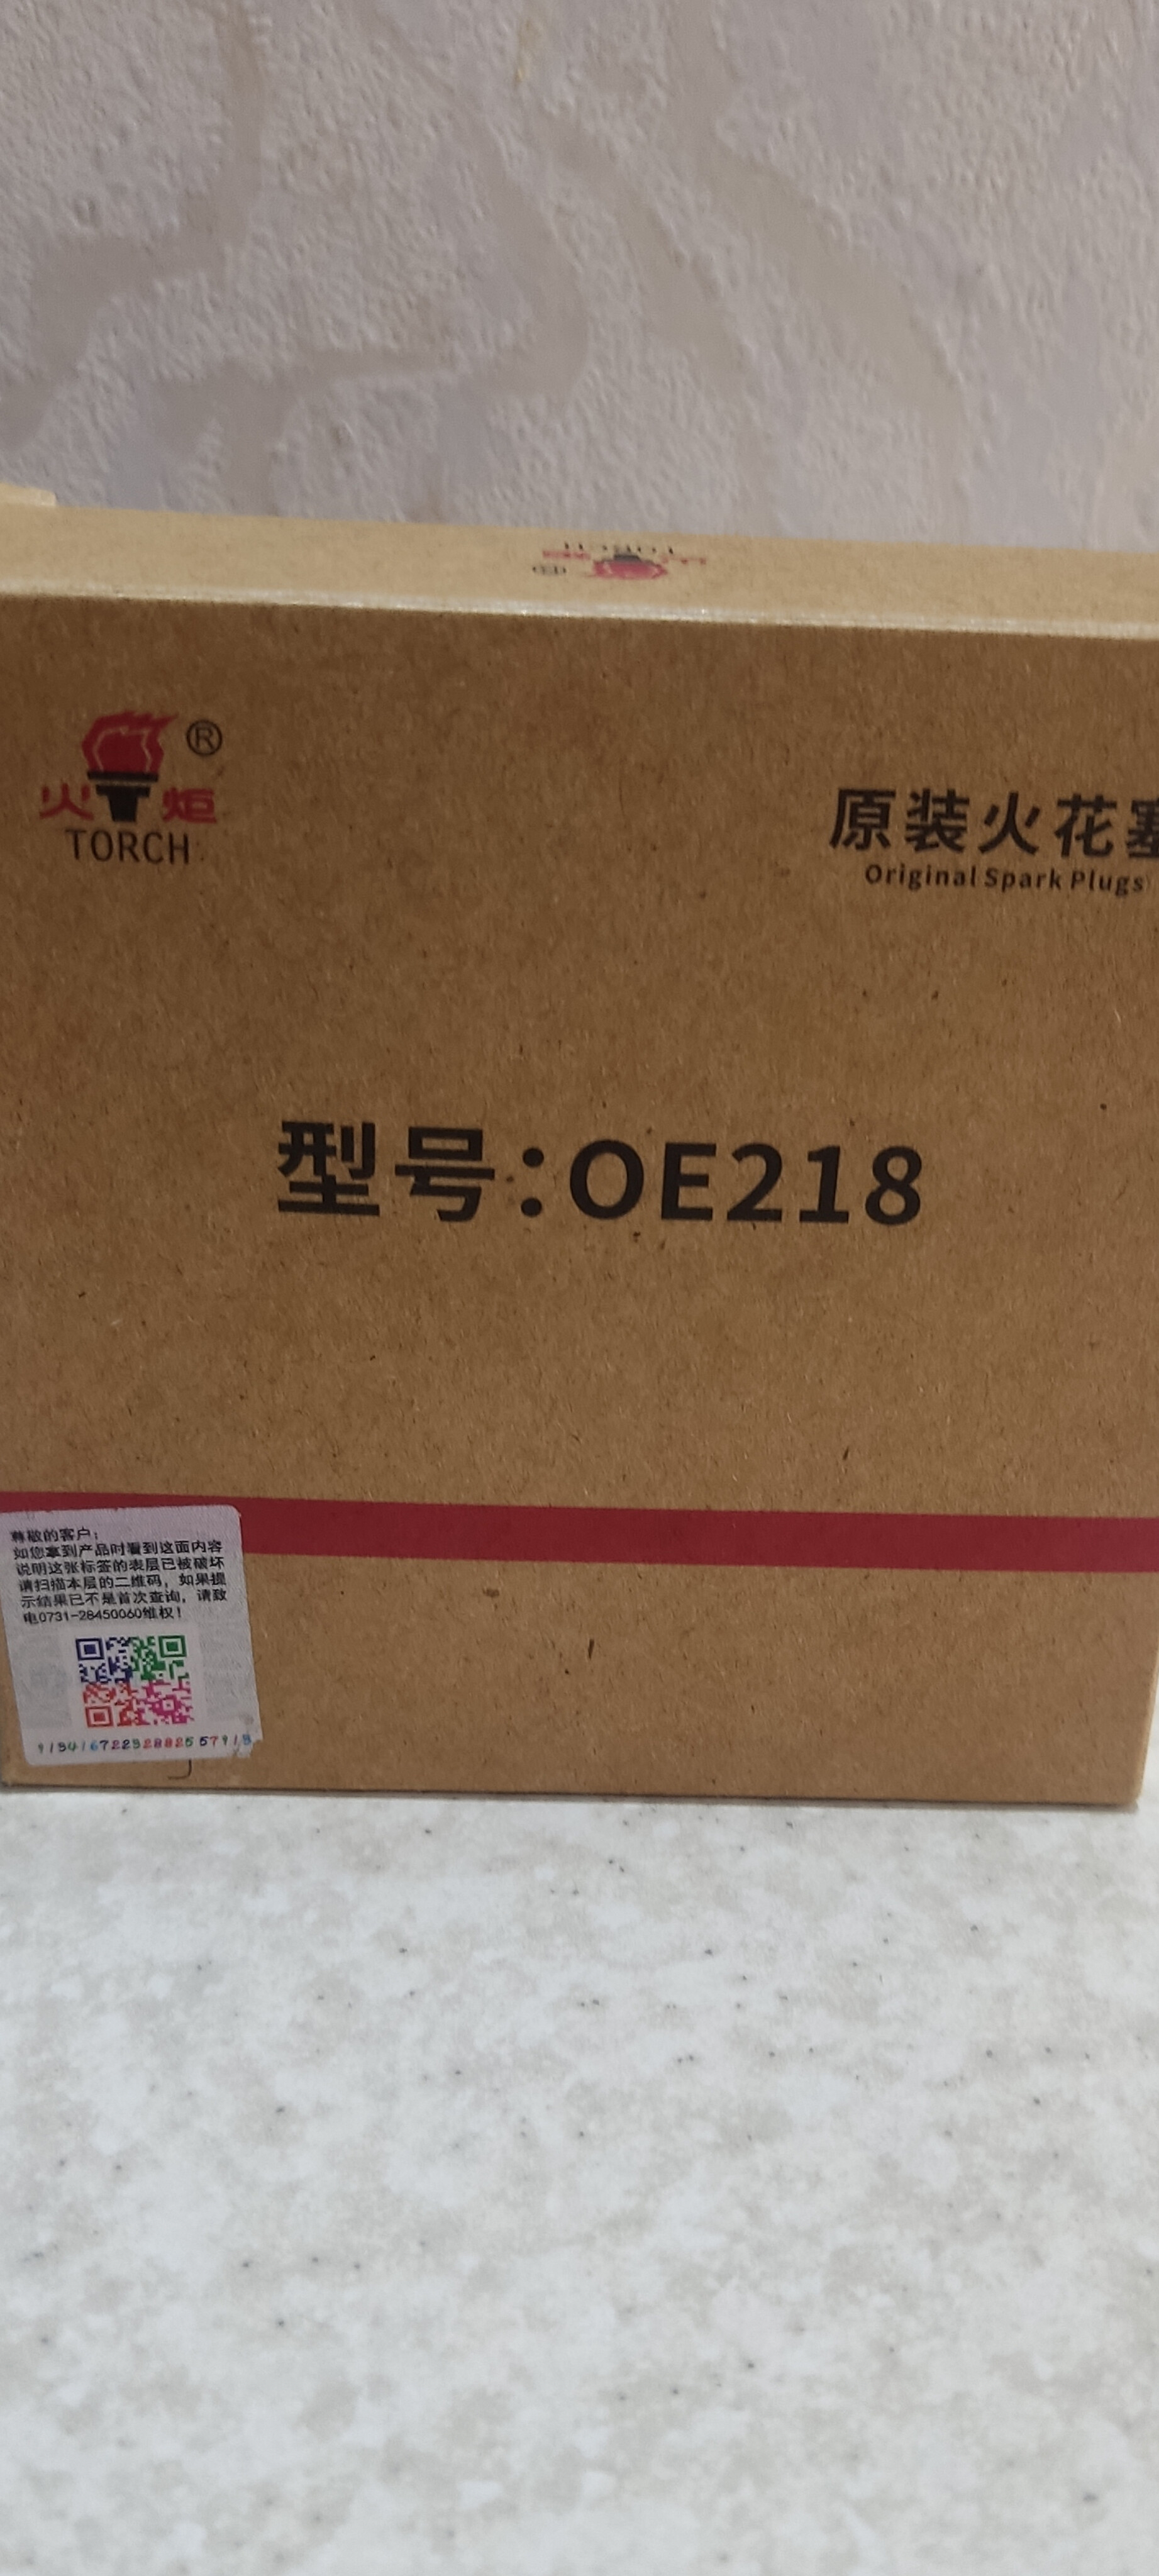 ®
火炬
TORCH
原装火花塞
Original Spark Plugs
型号:OE218
尊敬的客户:
如您拿到产品时看到这面内容
说明这张标签的表层已被破坏
请扫描本层的二维码,如果提
示结果已不是首次查询,请致
电0731-28450060维权!